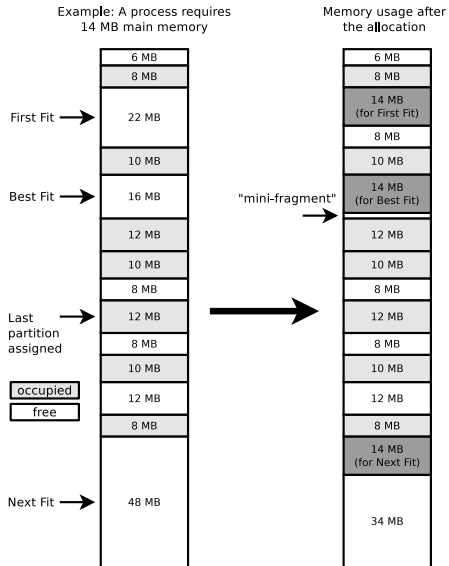 Example: A process requires
14 MB main memory
Memory usage after
the allocation
6 MB
8 MB
First Fit
22 MB
10 MB
Best Fit
16 MB
12 MB
10 MB
8 MB
Last
partition
assigned
12 MB
8 MB
10 MB
occupied
free
12 MB
8 MB
Next Fit
48 MB
6 MB
8 MB
14 MB
(for First Fit)
8 MB
10 MB
14 MB
(for Best Fit)
"mini-fragment"
12 MB
10 MB
8 MB
12 MB
8 MB
10 MB
12 MB
8 MB
14 MB
(for Next Fit)
34 MB